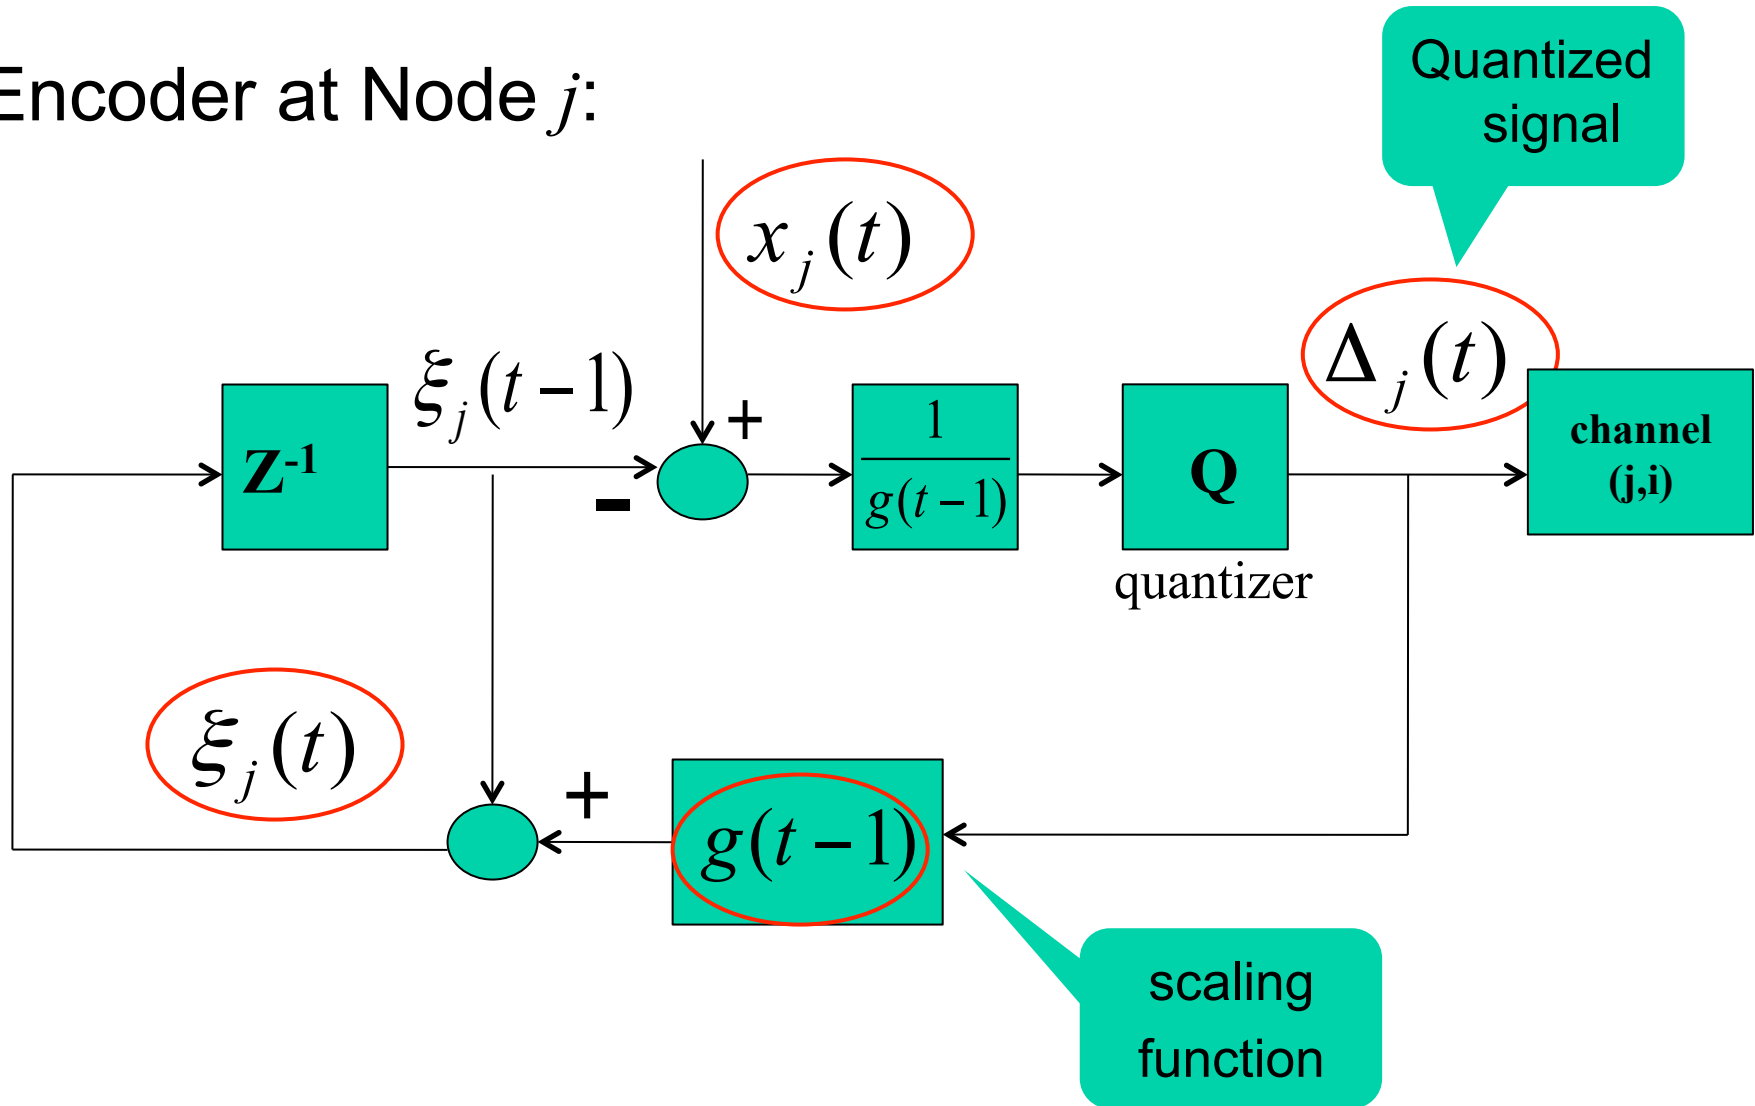 Encoder at Node j:
Quantized
signal
x_j(t)
Δ_j(t)
ξ_j(t−1)
+
-
Z^-1
1
g(t−1)
Q
channel
(j,i)
quantizer
ξ_j(t)
+
g(t−1)
scaling
function